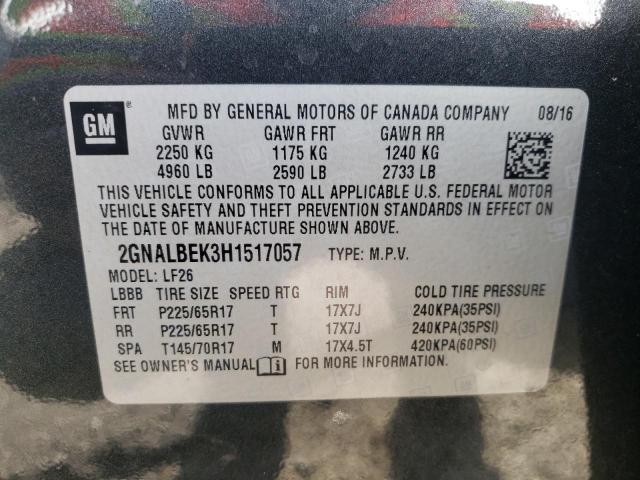 GM
MFD BY GENERAL MOTORS OF CANADA COMPANY 08/16
GVWR GAWR FRT GAWR RR
2250 KG 1175 KG 1240 KG
4960 LB 2590 LB 2733 LB
THIS VEHICLE CONFORMS TO ALL APPLICABLE U.S. FEDERAL MOTOR
VEHICLE SAFETY AND THEFT PREVENTION STANDARDS IN EFFECT ON
THE DATE OF MANUFACTURE SHOWN ABOVE.
2GNALBEK3H1517057 TYPE: M.P.V.
MODEL: LF26
LBBB TIRE SIZE SPEED RTG RIM COLD TIRE PRESSURE
FRT P225/65R17 T 17X7J 240KPA(35PSI)
RR P225/65R17 T 17X7J 240KPA(35PSI)
SPA T145/70R17 M 17X4.5T 420KPA(60PSI)
SEE OWNER'S MANUAL i FOR MORE INFORMATION.